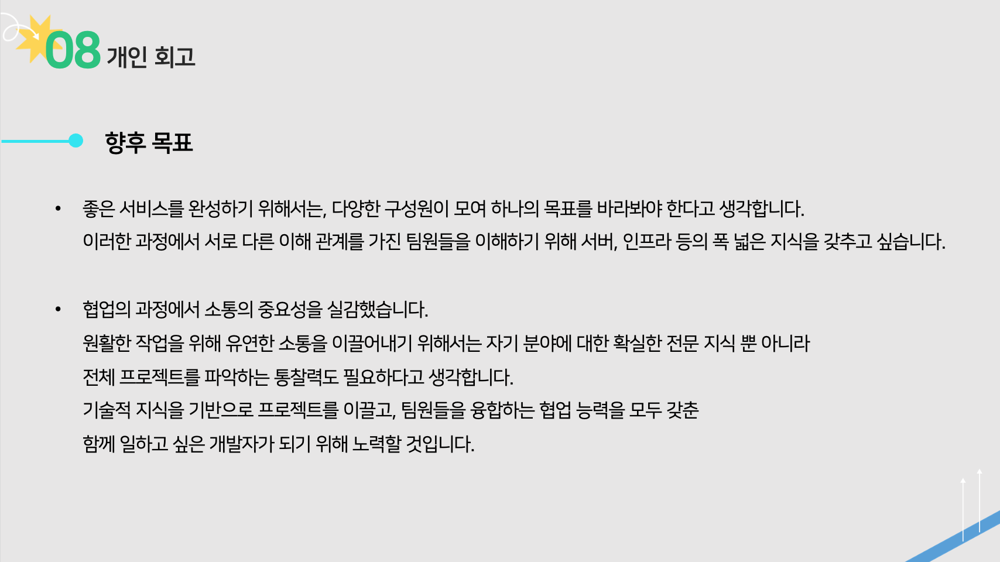 08 개인 회고
향후 목표
• 좋은 서비스를 완성하기 위해서는, 다양한 구성원이 모여 하나의 목표를 바라봐야 한다고 생각합니다.
이러한 과정에서 서로 다른 이해 관계를 가진 팀원들을 이해하기 위해 서버, 인프라 등의 폭 넓은 지식을 갖추고 싶습니다.
• 협업의 과정에서 소통의 중요성을 실감했습니다.
원활한 작업을 위해 유연한 소통을 이끌어내기 위해서는 자기 분야에 대한 확실한 전문 지식 뿐 아니라
전체 프로젝트를 파악하는 통찰력도 필요하다고 생각합니다.
기술적 지식을 기반으로 프로젝트를 이끌고, 팀원들을 융합하는 협업 능력을 모두 갖춘
함께 일하고 싶은 개발자가 되기 위해 노력할 것입니다.